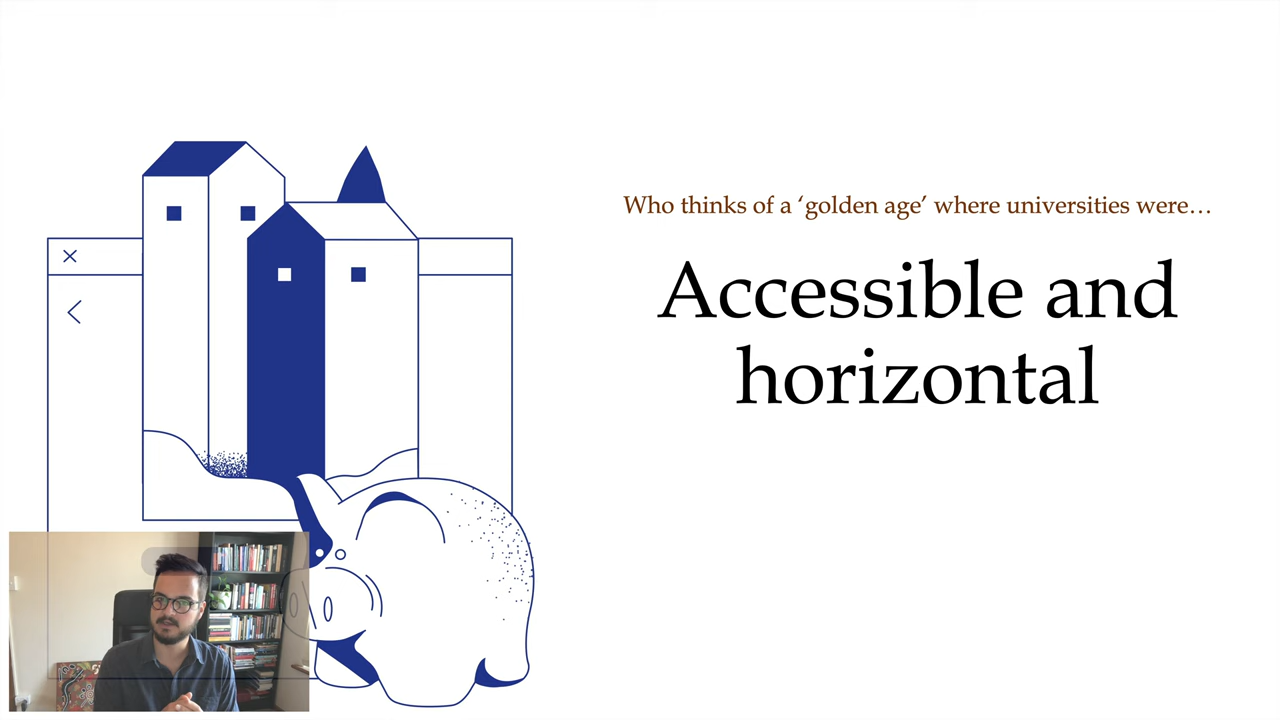 Who thinks of a ‘golden age’ where universities were…
Accessible and
horizontal